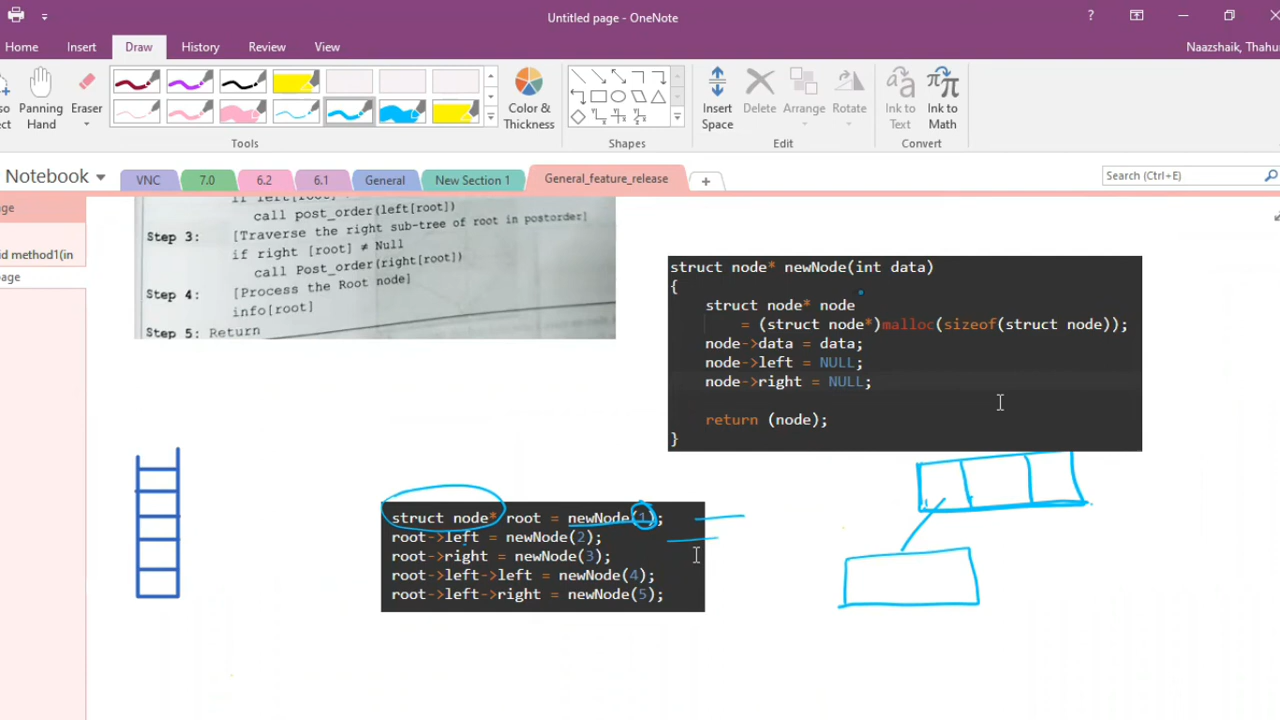 Untitled page - OneNote
?
Home Insert Draw History Review View
Naazshaik, Thahu
Panning Hand
Eraser
Color & Thickness
Insert Space
Delete
Arrange
Rotate
Ink to Text
Ink to Math
Tools
Shapes
Edit
Convert
Notebook
VNC
7.0
6.2
6.1
General
New Section 1
General_feature_release
Search (Ctrl+E)
id method1(in
call post_order(left[root])
Step 3: [Traverse the right sub-tree of root in postorder]
if right [root] ≠ Null
call Post_order(right[root])
Step 4: [Process the Root node]
info[root]
Step 5: Return
struct node* newNode(int data)
{
struct node* node
= (struct node*)malloc(sizeof(struct node));
node->data = data;
node->left = NULL;
node->right = NULL;
return (node);
}
struct node* root = newNode(1);
root->left = newNode(2);
root->right = newNode(3);
root->left->left = newNode(4);
root->left->right = newNode(5);